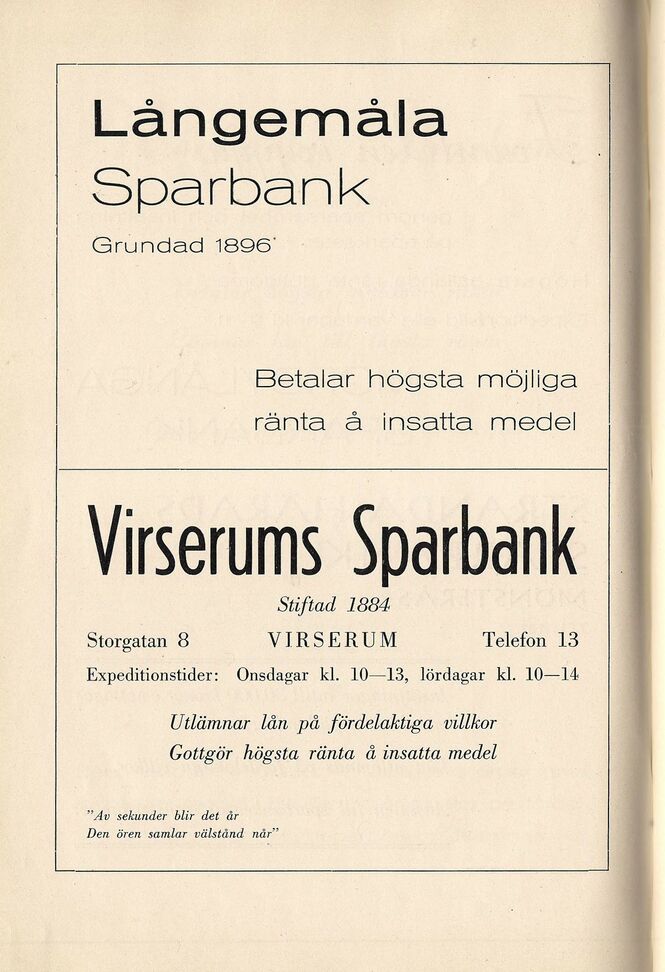 Långemåla
Sparbank
Grundad 1896
Betalar högsta möjliga
ränta å insatta medel
Virserums Sparbank
Stiftad 1884
Storgatan 8 VIRSERUM Telefon 13
Expeditionstider: Onsdagar kl. 10—13, lördagar kl. 10—14
Utlämnar lån på fördelaktiga villkor
Gottgör högsta ränta å insatta medel
"Av sekunder blir det år
Den ören samlar välstånd når"